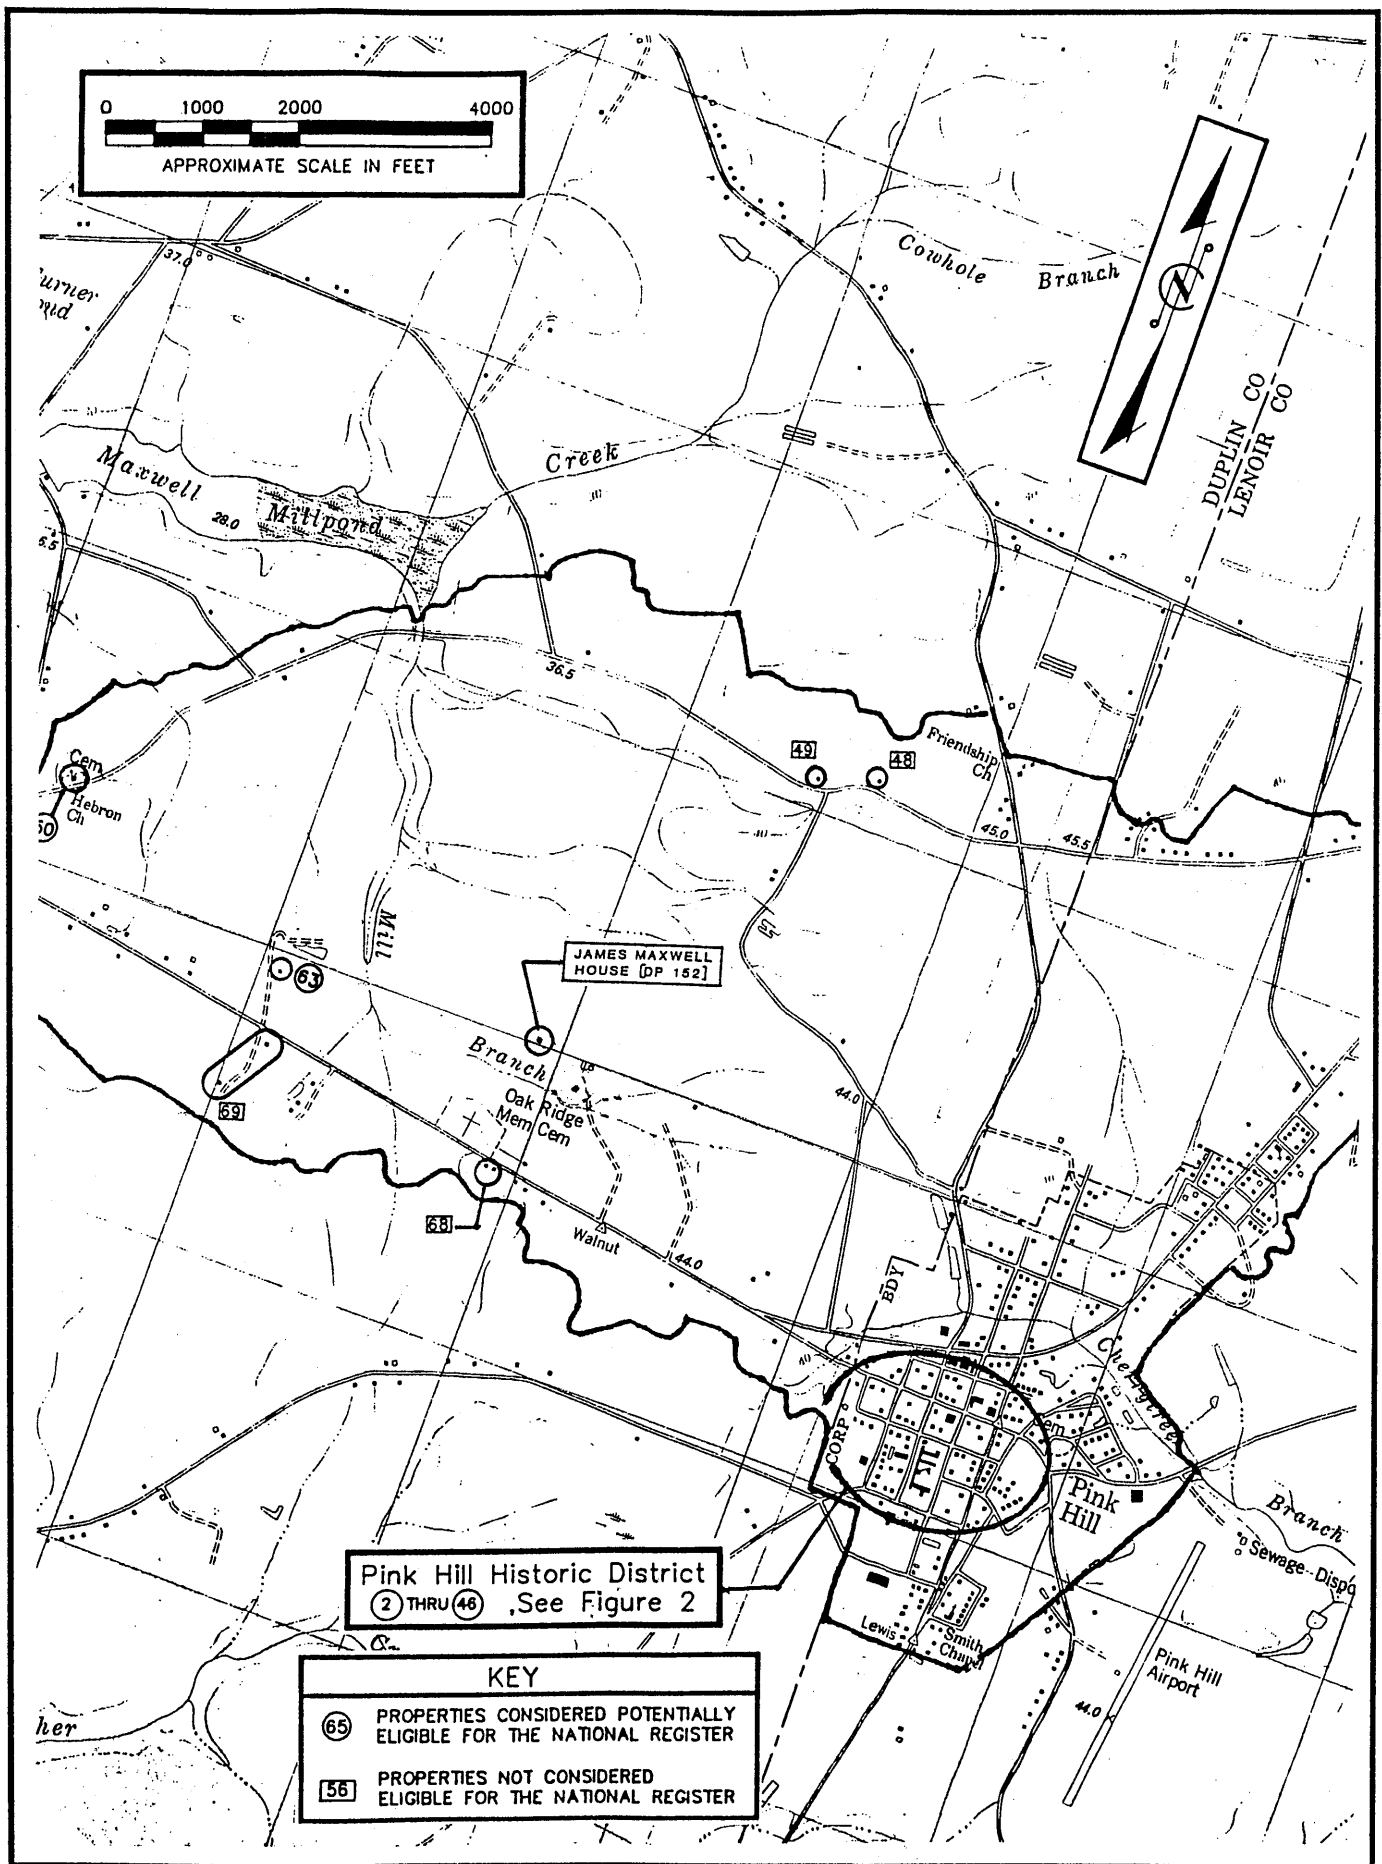 0 1000 2000 4000
APPROXIMATE SCALE IN FEET
37.0
Cowhole
Branch
N
DUPLIN CO
LENOIR CO
Maxwell
Millpond
28.0
Creek
36.5
49
48
Friendship
Ch
45.0
45.5
Cem
Hebron
Ch
Mill
63
JAMES MAXWELL
HOUSE [DP 152]
Branch
Oak Ridge
Mem Cem
69
68
Walnut
44.0
44.0
BDY
CORP
Pink
Hill
Branch
Pink Hill Historic District
2 THRU 46 , See Figure 2
Lewis
Smith
Chapel
Pink Hill
Airport
44.0
KEY
65 PROPERTIES CONSIDERED POTENTIALLY
ELIGIBLE FOR THE NATIONAL REGISTER
56 PROPERTIES NOT CONSIDERED
ELIGIBLE FOR THE NATIONAL REGISTER